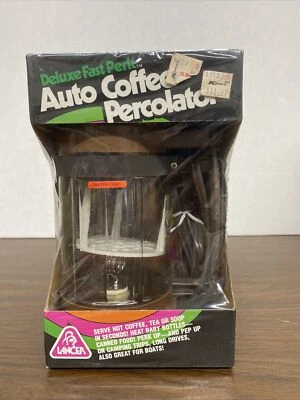 Deluxe Fast Perk™
Auto Coffee
Percolator
SERVE HOT COFFEE, TEA OR SOUP
IN SECONDS! HEAT BABY BOTTLES
CANNED FOOD! PERK UP—AND PEP UP
ON CAMPING TRIPS, LONG DRIVES,
ALSO GREAT FOR BOATS!
LANCER